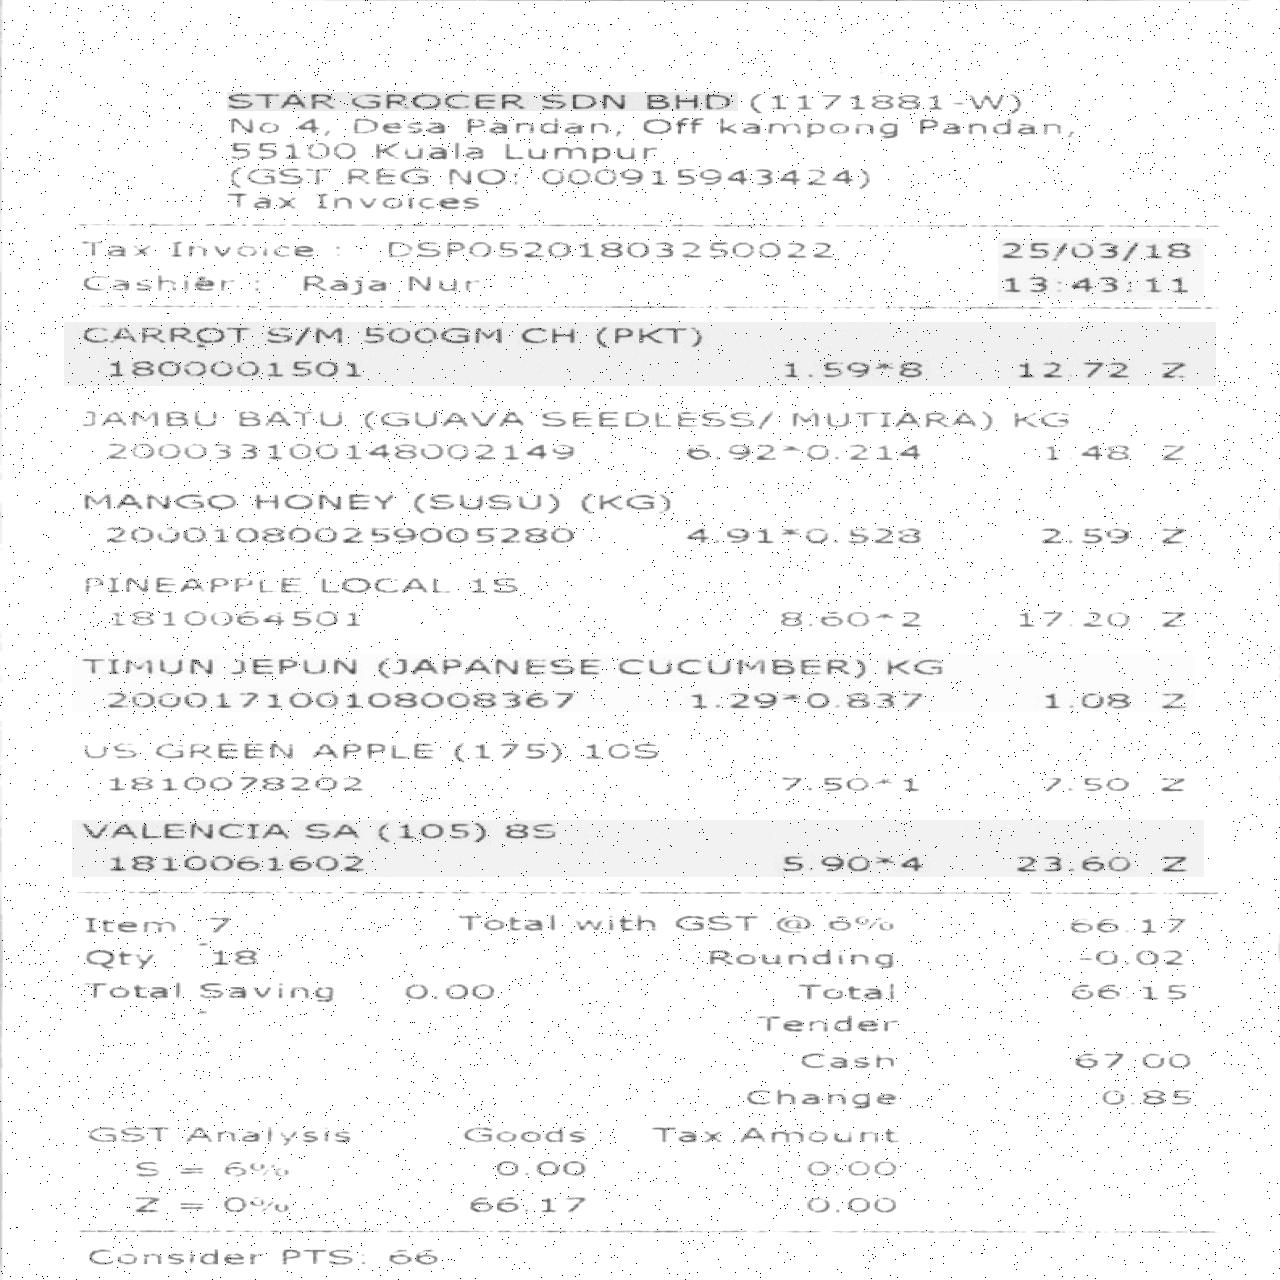 STAR GROCER SDN BHD (1171881-W)
No 4, Desa Pandan, Off kampong Pandan,
55100 Kuala Lumpur
(GST REG NO: 000915943424)
Tax Invoices
Tax Invoice : DSP05201803250022 25/03/18
Cashier : Raja Nur 13:43:11
CARROT S/M 500GM CH (PKT)
1800001501 1.59*8 12.72 Z
JAMBU BATU (GUAVA SEEDLESS/ MUTIARA) KG
200033100148002149 6.92*0.214 1.48 Z
MANGO HONEY (SUSU) (KG)
200010800259005280 4.91*0.528 2.59 Z
PINEAPPLE LOCAL 1S
1810064501 8.60*2 17.20 Z
TIMUN JEPUN (JAPANESE CUCUMBER) KG
200017100108008367 1.29*0.837 1.08 Z
US GREEN APPLE (175) 10S
1810078202 7.50*1 7.50 Z
VALENCIA SA (105) 8S
1810061602 5.90*4 23.60 Z
Item 7 Total with GST @ 6% 66.17
Qty 18 Rounding -0.02
Total Saving 0.00 Total 66.15
Tender
Cash 67.00
Change 0.85
GST Analysis Goods Tax Amount
S = 6% 0.00 0.00
Z = 0% 66.17 0.00
Consider PTS: 66